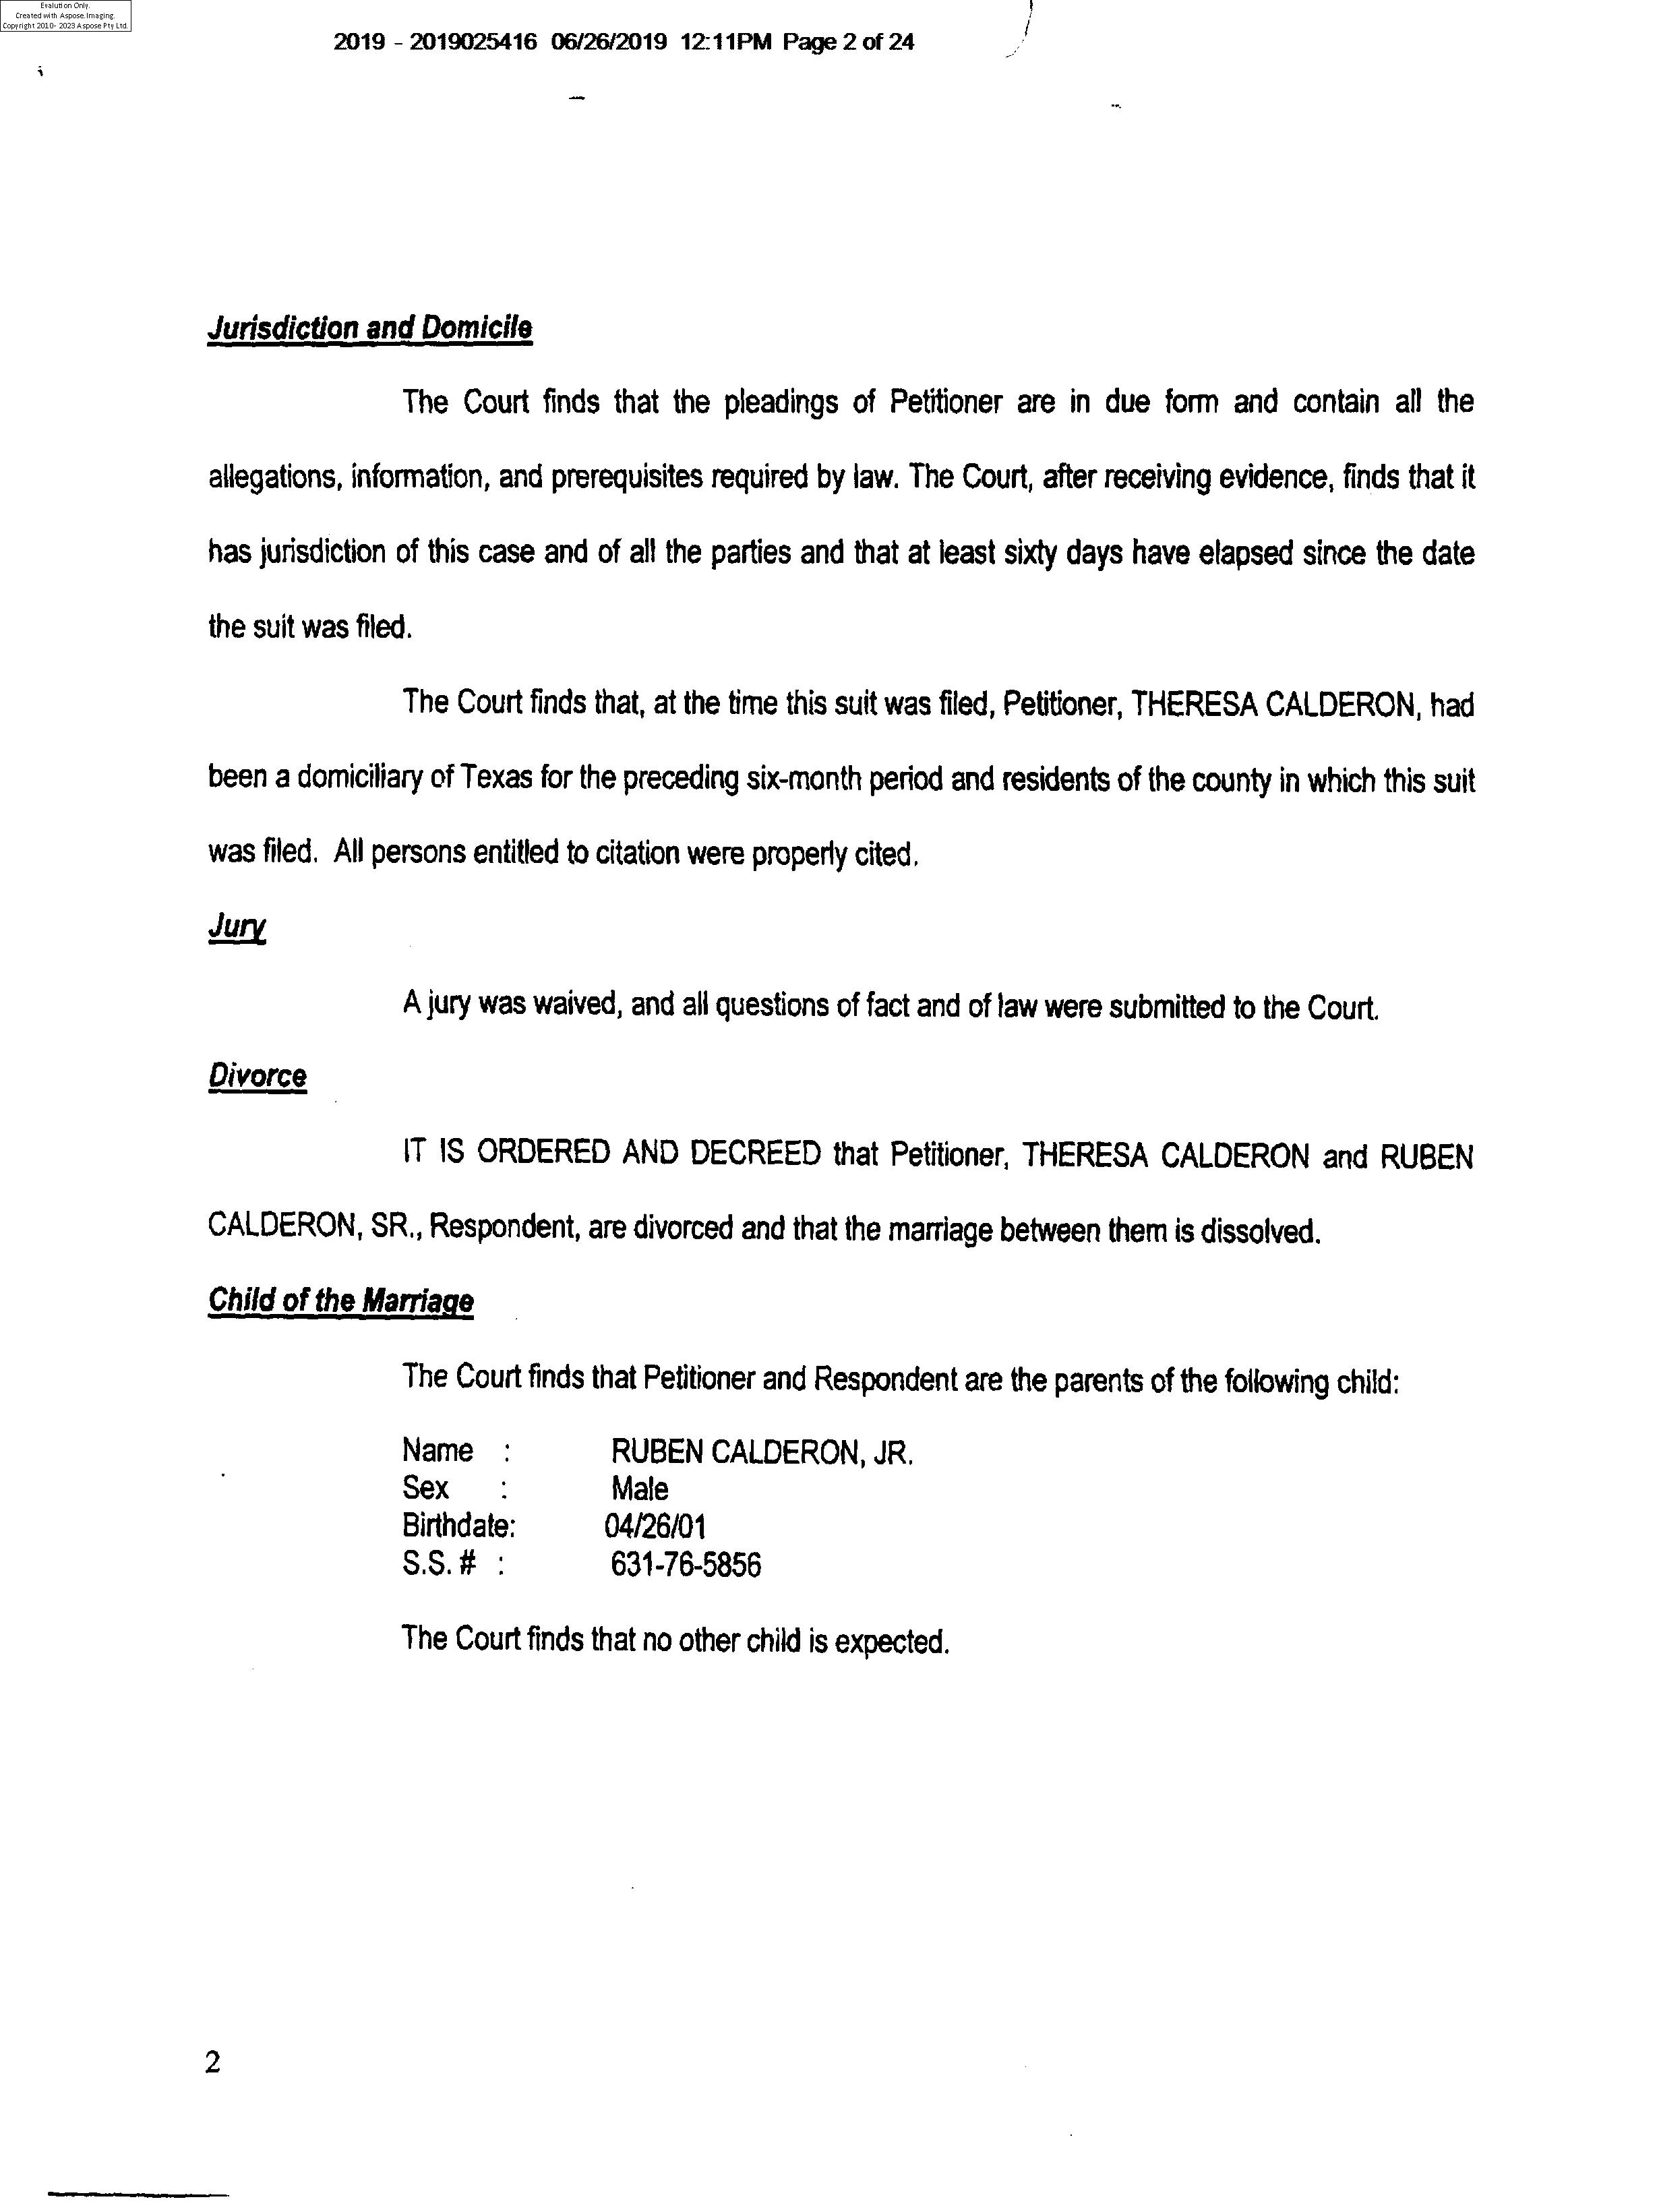 Evalution Only.
Created with Aspose.Imaging.
Copyright 2010- 2023 Aspose Pty Ltd.
2019 - 2019025416 06/26/2019 12:11PM Page 2 of 24
Jurisdiction and Domicile
The Court finds that the pleadings of Petitioner are in due form and contain all the
allegations, information, and prerequisites required by law. The Court, after receiving evidence, finds that it
has jurisdiction of this case and of all the parties and that at least sixty days have elapsed since the date
the suit was filed.
The Court finds that, at the time this suit was filed, Petitioner, THERESA CALDERON, had
been a domiciliary of Texas for the preceding six-month period and residents of the county in which this suit
was filed. All persons entitled to citation were properly cited.
Jury
A jury was waived, and all questions of fact and of law were submitted to the Court.
Divorce
IT IS ORDERED AND DECREED that Petitioner, THERESA CALDERON and RUBEN
CALDERON, SR., Respondent, are divorced and that the marriage between them is dissolved.
Child of the Marriage
The Court finds that Petitioner and Respondent are the parents of the following child:
Name : RUBEN CALDERON, JR.
Sex : Male
Birthdate: 04/26/01
S.S. # : 631-76-5856
The Court finds that no other child is expected.
2